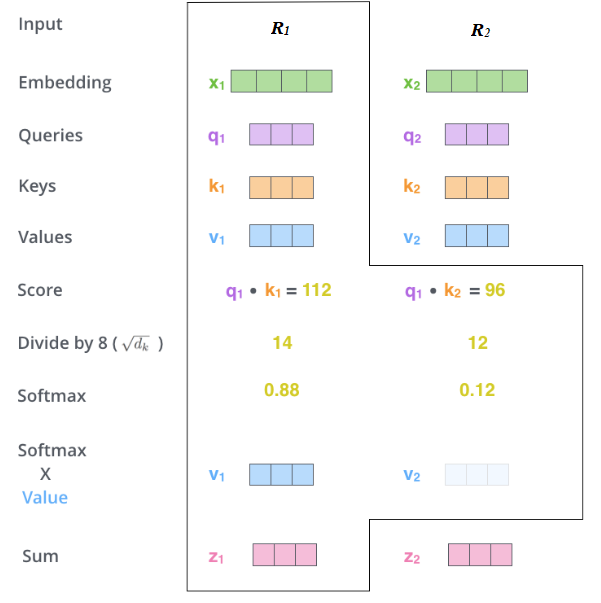 Input R1 R2
Embedding x1 x2
Queries q1 q2
Keys k1 k2
Values v1 v2
Score q1 • k1 = 112 q1 • k2 = 96
Divide by 8 ( √dk ) 14 12
Softmax 0.88 0.12
Softmax
X
Value v1 v2
Sum z1 z2